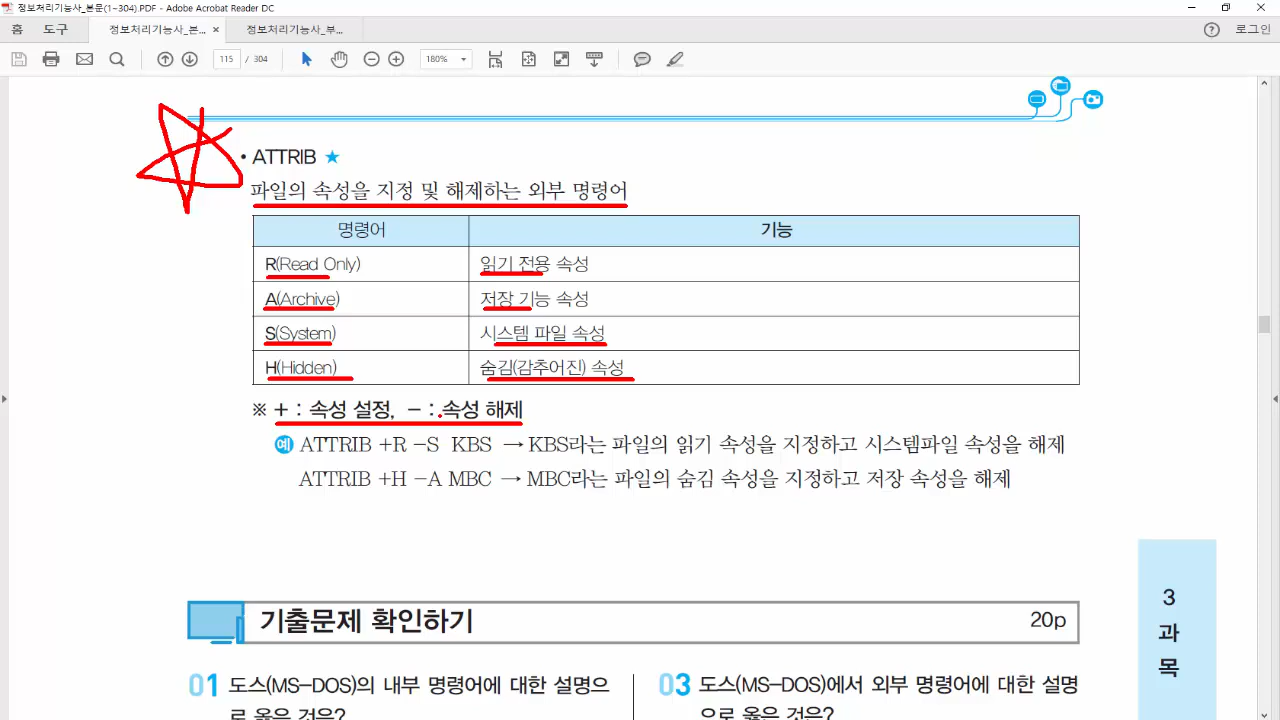 정보처리기능사_본문(1~304).PDF - Adobe Acrobat Reader DC
홈 도구 정보처리기능사_본... × 정보처리기능사_부... 로그인
115 / 304 180%
• ATTRIB ★
파일의 속성을 지정 및 해제하는 외부 명령어
명령어 기능
R(Read Only) 읽기 전용 속성
A(Archive) 저장 기능 속성
S(System) 시스템 파일 속성
H(Hidden) 숨김(감추어진) 속성
※ + : 속성 설정, − : 속성 해제
예 ATTRIB +R −S KBS → KBS라는 파일의 읽기 속성을 지정하고 시스템파일 속성을 해제
ATTRIB +H −A MBC → MBC라는 파일의 숨김 속성을 지정하고 저장 속성을 해제
3
과
목
기출문제 확인하기 20p
01 도스(MS-DOS)의 내부 명령어에 대한 설명으
로 옳은 것은?
03 도스(MS-DOS)에서 외부 명령어에 대한 설명
으로 옳은 것은?